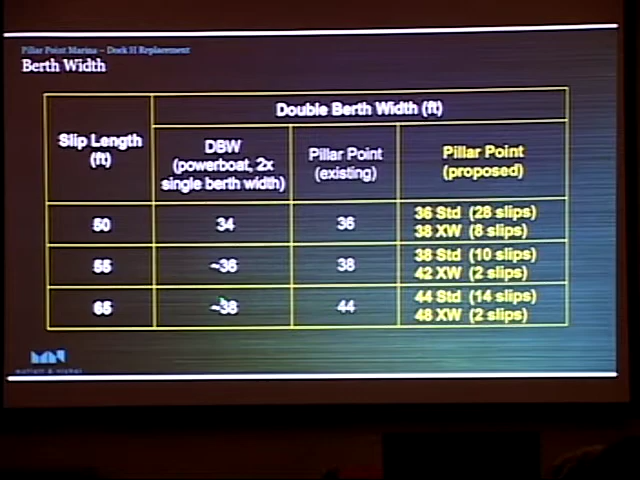 Pillar Point Marina – Dock H Replacement
Berth Width
Double Berth Width (ft)
Slip Length
(ft)
DBW
(powerboat, 2x
single berth width)
Pillar Point
(existing)
Pillar Point
(proposed)
50
34
36
36 Std (28 slips)
38 XW (8 slips)
55
~36
38
38 Std (10 slips)
42 XW (2 slips)
65
~38
44
44 Std (14 slips)
48 XW (2 slips)
moffatt & nichol